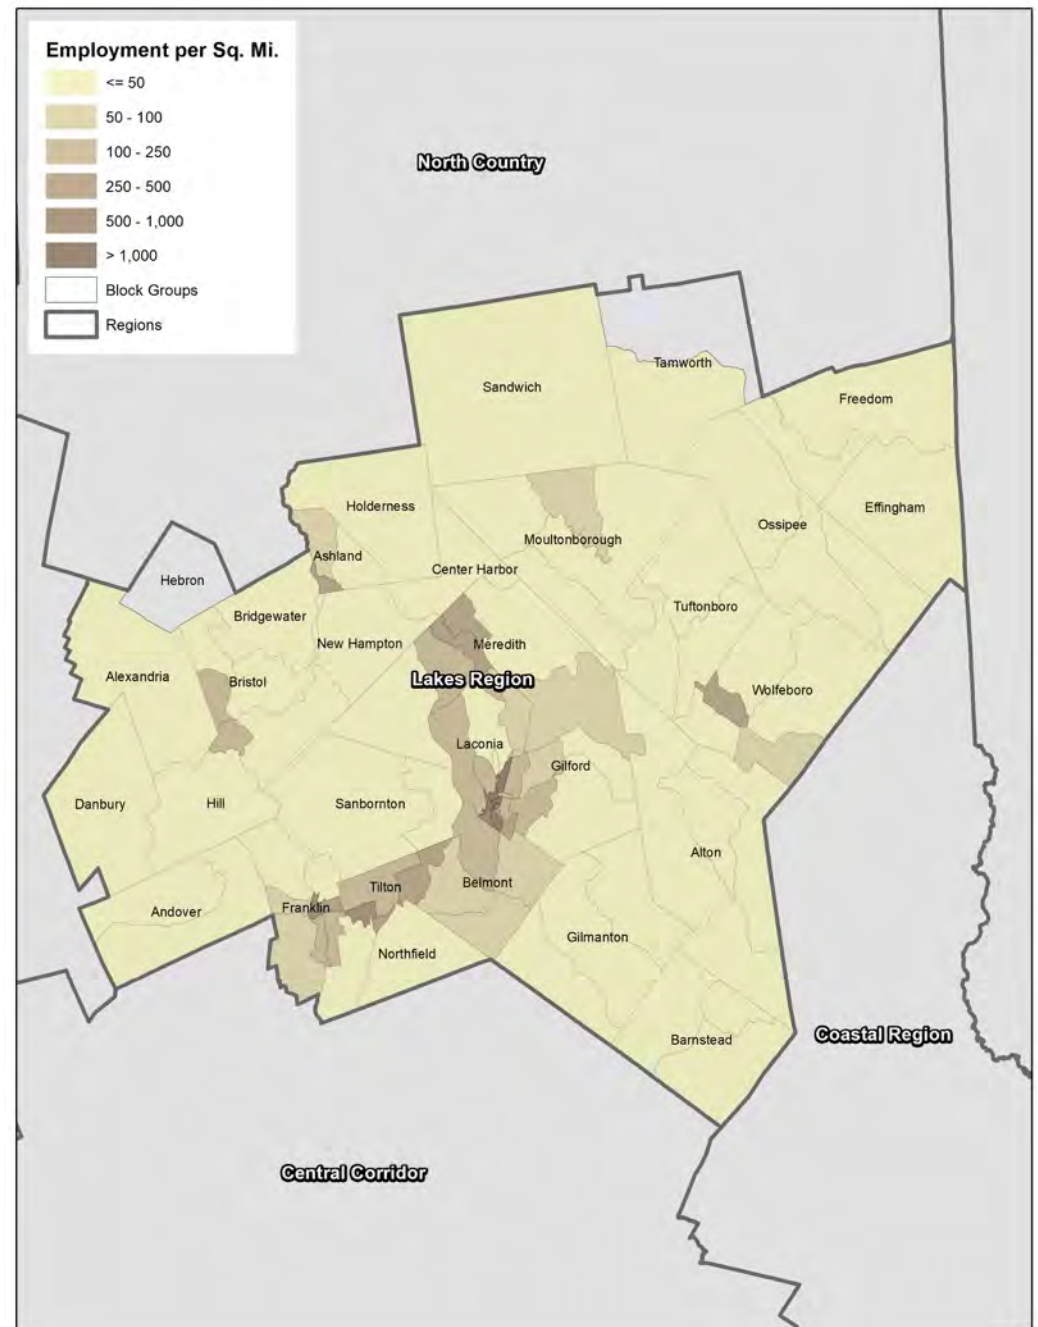 Employment per Sq. Mi.
<= 50
50 - 100
100 - 250
250 - 500
500 - 1,000
> 1,000
Block Groups
Regions
North Country
Tamworth
Sandwich
Freedom
Holderness
Effingham
Ossipee
Moultonborough
Ashland
Center Harbor
Hebron
Tuftonboro
Bridgewater
New Hampton
Meredith
Alexandria
Bristol
Lakes Region
Wolfeboro
Laconia
Gilford
Danbury
Hill
Sanbornton
Alton
Belmont
Tilton
Andover
Franklin
Gilmanton
Northfield
Barnstead
Coastal Region
Central Corridor